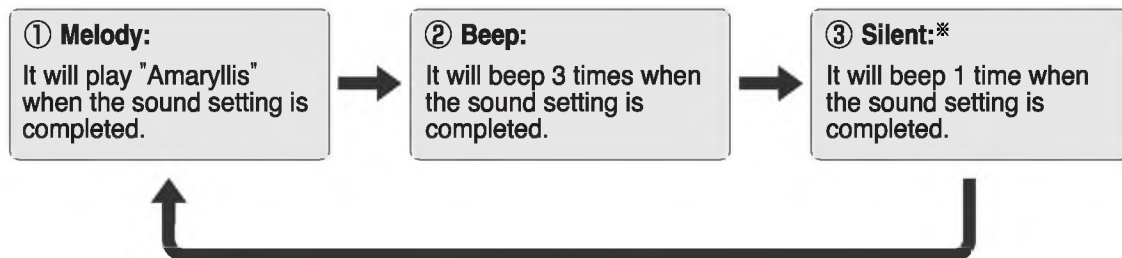 ① Melody:
It will play "Amaryllis"
when the sound setting is
completed.
② Beep:
It will beep 3 times when
the sound setting is
completed.
③ Silent:※
It will beep 1 time when
the sound setting is
completed.